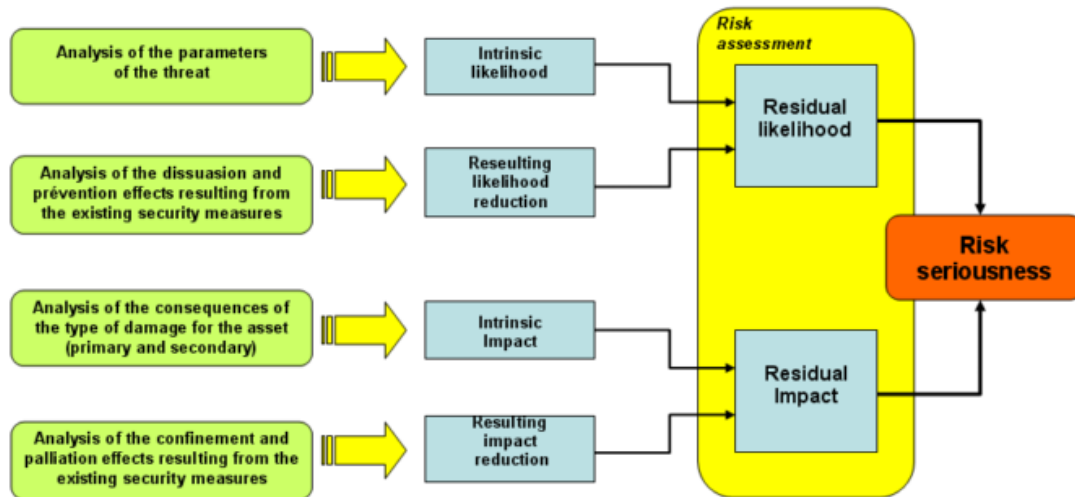 Risk
assessment
Analysis of the parameters
of the threat
Intrinsic
likelihood
Residual
likelihood
Analysis of the dissuasion and
prévention effects resulting from
the existing security measures
Reseulting
likelihood
reduction
Risk
seriousness
Analysis of the consequences of
the type of damage for the asset
(primary and secondary)
Intrinsic
Impact
Residual
Impact
Analysis of the confinement and
palliation effects resulting from the
existing security measures
Resulting
impact
reduction